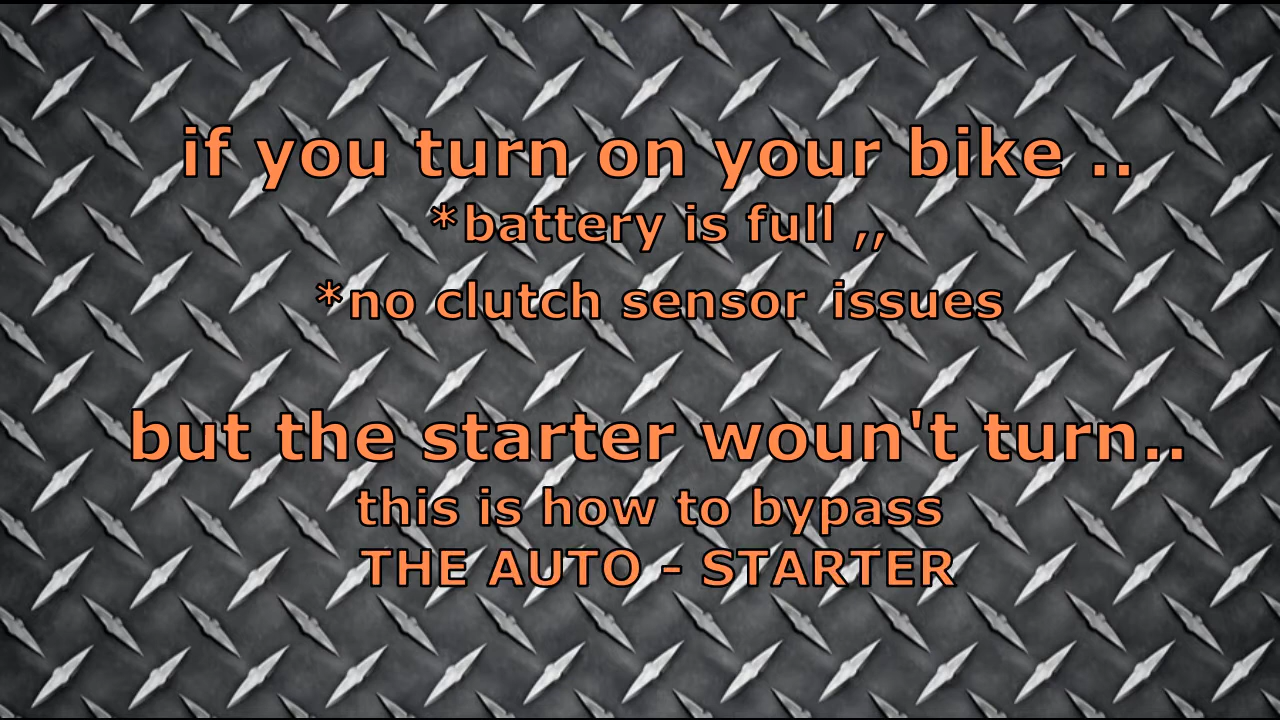 if you turn on your bike ..
*battery is full ,,
*no clutch sensor issues
but the starter woun't turn..
this is how to bypass
THE AUTO - STARTER